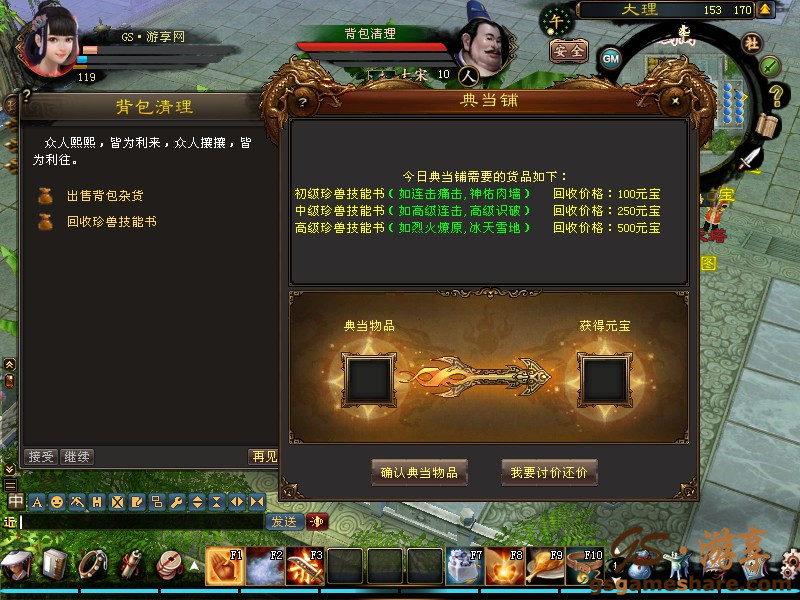 GS·游享网
119
背包清理
10
人
午
大理
153 170
安全
GM
社
?
背包清理
众人熙熙，皆为利来，众人攘攘，皆
为利往。
出售背包杂货
回收珍兽技能书
接受 继续
再见
典当铺
今日典当铺需要的货品如下：
初级珍兽技能书（如连击痛击,神佑肉墙） 回收价格：100元宝
中级珍兽技能书（如高级连击,高级识破） 回收价格：250元宝
高级珍兽技能书（如烈火燎原,冰天雪地） 回收价格：500元宝
典当物品
获得元宝
确认典当物品
我要讨价还价
宝
图
中
近
发送
F1 F2 F3 F7 F8 F9 F10
GS·游享
gsgameshare.com